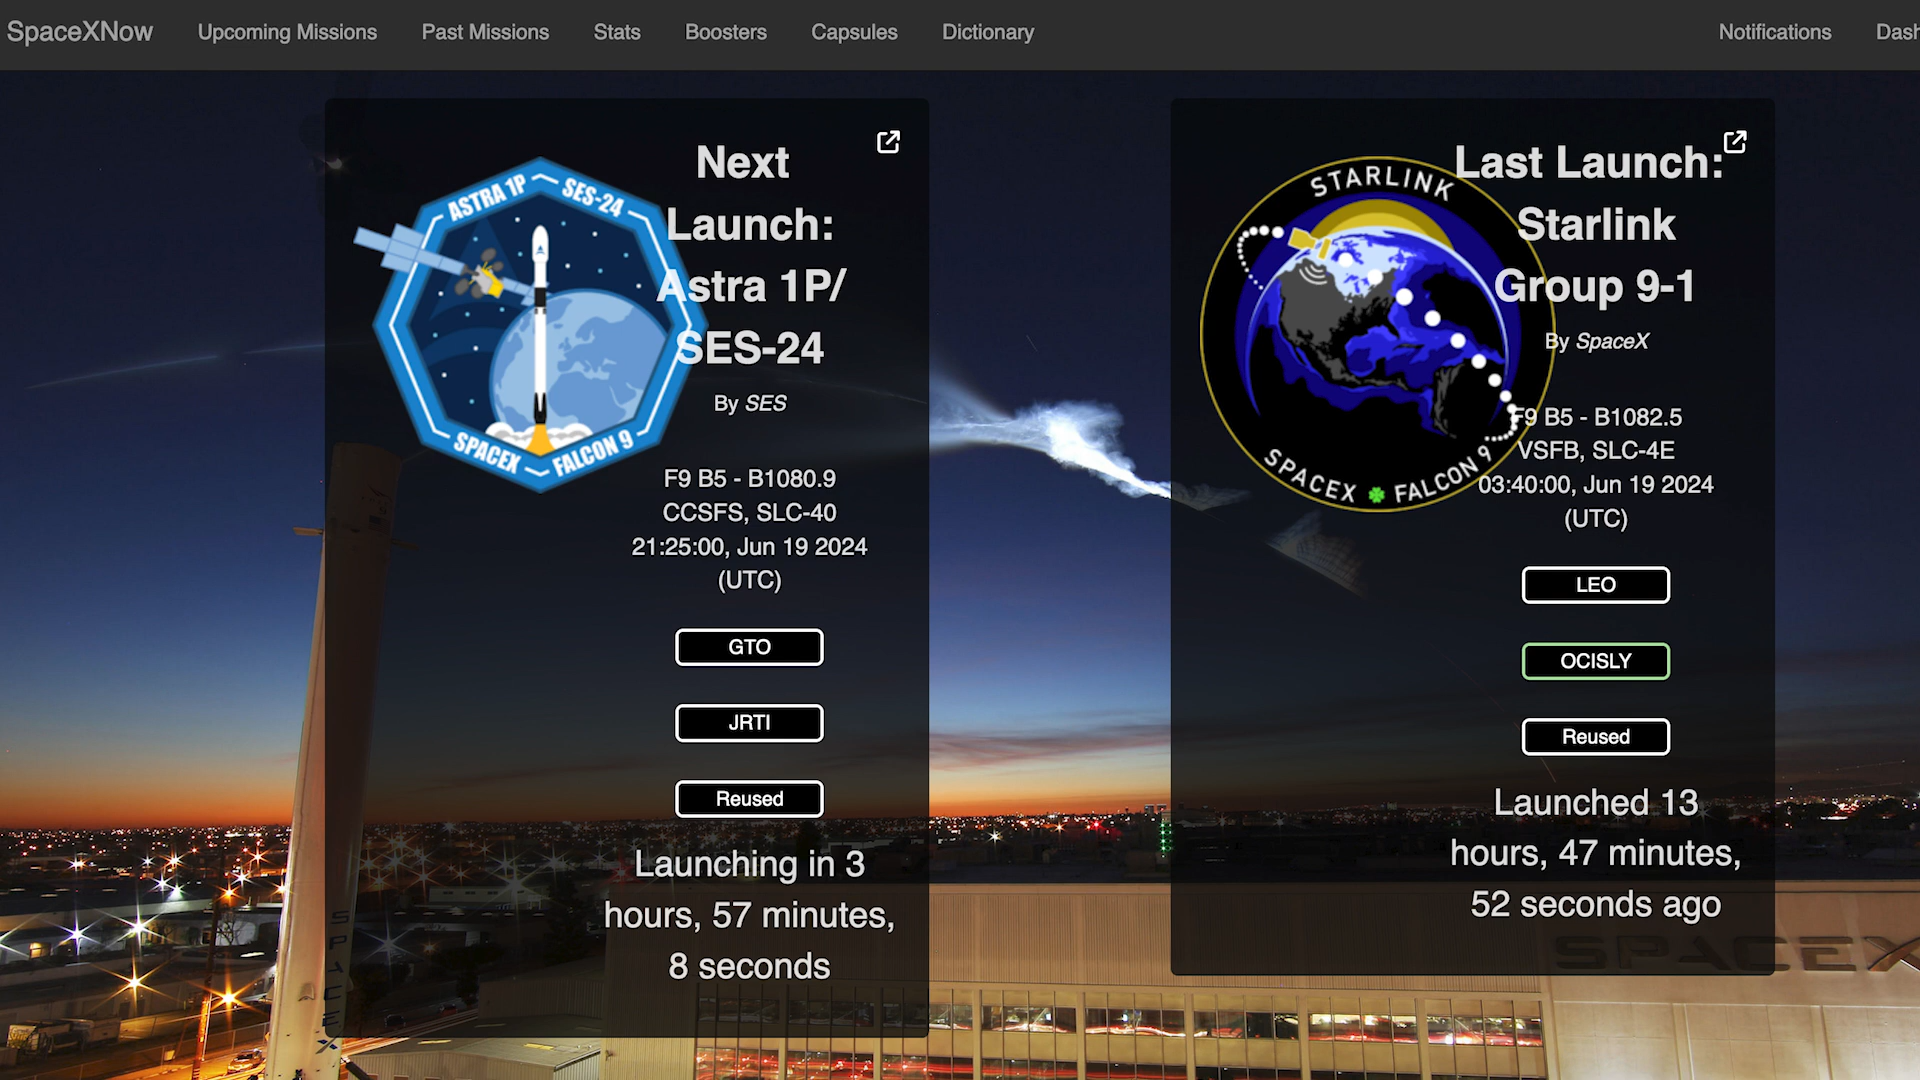 SpaceXNow
Upcoming Missions
Past Missions
Stats
Boosters
Capsules
Dictionary
Notifications
Dash
ASTRA 1P — SES-24
SPACEX — FALCON 9
Next
Launch:
Astra 1P/
SES-24
By SES
F9 B5 - B1080.9
CCSFS, SLC-40
21:25:00, Jun 19 2024
(UTC)
GTO
JRTI
Reused
Launching in 3
hours, 57 minutes,
8 seconds
STARLINK
SPACEX FALCON 9
Last Launch:
Starlink
Group 9-1
By SpaceX
F9 B5 - B1082.5
VSFB, SLC-4E
03:40:00, Jun 19 2024
(UTC)
LEO
OCISLY
Reused
Launched 13
hours, 47 minutes,
52 seconds ago
SPACEX
SPACEX